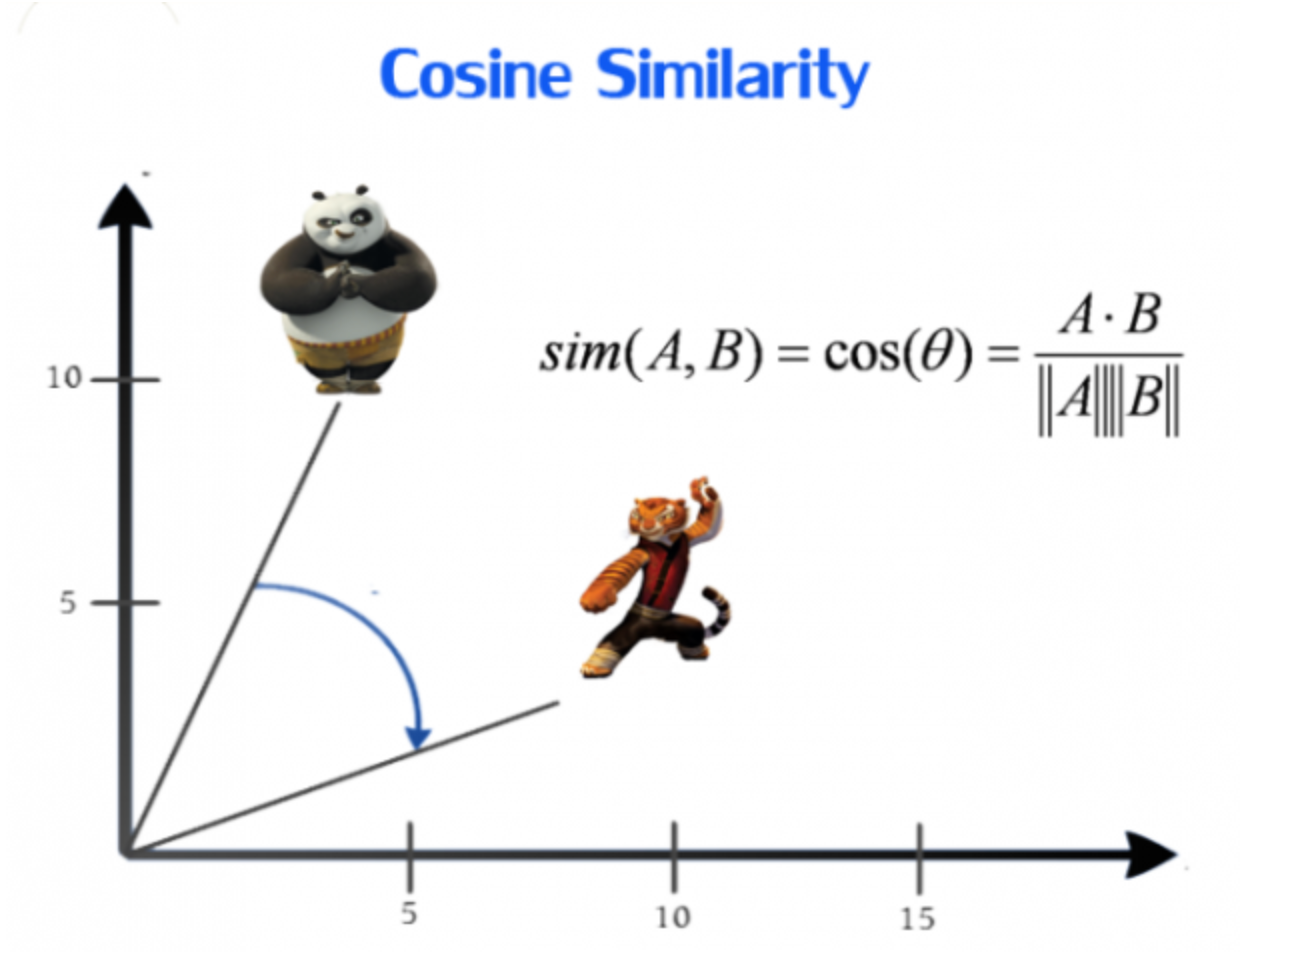 Cosine Similarity
10
sim(A, B) = cos(θ) = A · B / ‖A‖‖B‖
5
5 10 15